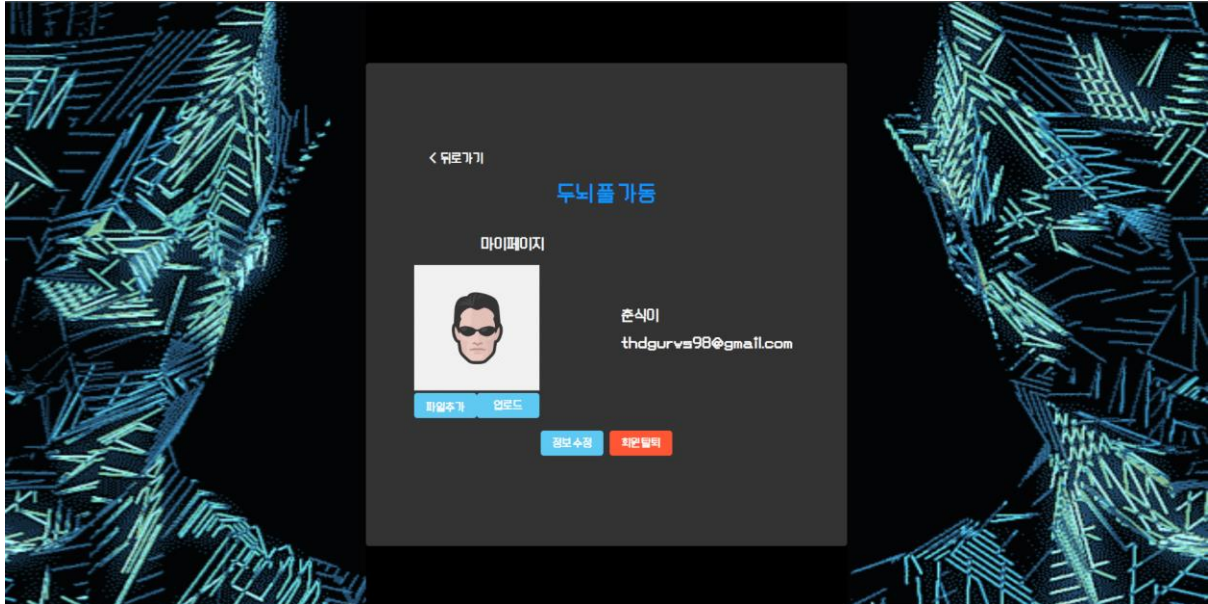 < 뒤로가기
두뇌 풀 가동
마이페이지
춘식이
thdgurvs98@gmail.com
파일추가 업로드
정보 수정 회원 탈퇴